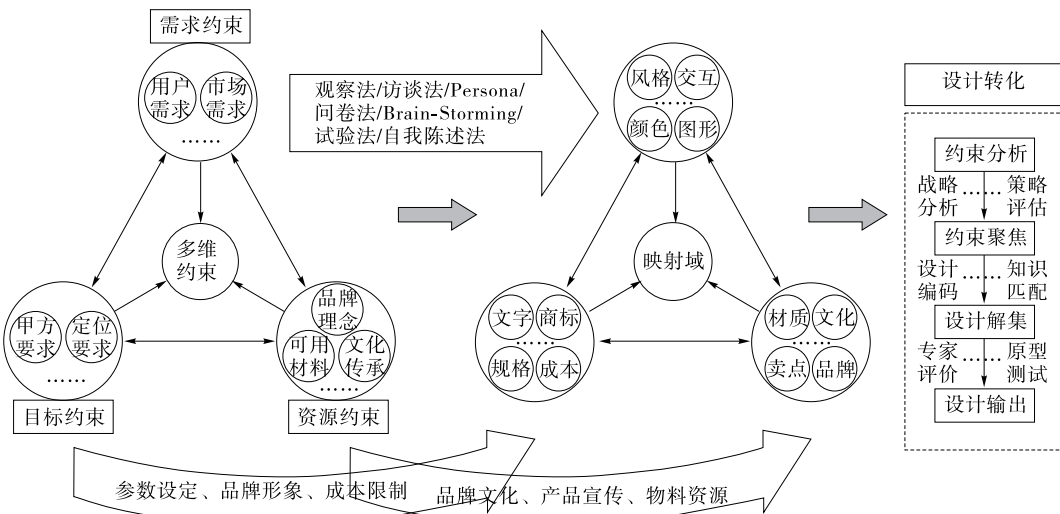 需求约束
用户
需求
市场
需求
……
多维
约束
甲方
要求
定位
要求
……
目标约束
品牌
理念
可用
材料
文化
传承
……
资源约束
观察法/访谈法/Persona/
问卷法/Brain-Storming/
试验法/自我陈述法
参数设定、品牌形象、成本限制
品牌文化、产品宣传、物料资源
风格
交互
……
颜色
图形
映射域
文字
商标
……
规格
成本
材质
文化
……
卖点
品牌
设计转化
约束分析
战略……策略
分析 评估
约束聚焦
设计……知识
编码 匹配
设计解集
专家……原型
评价 测试
设计输出